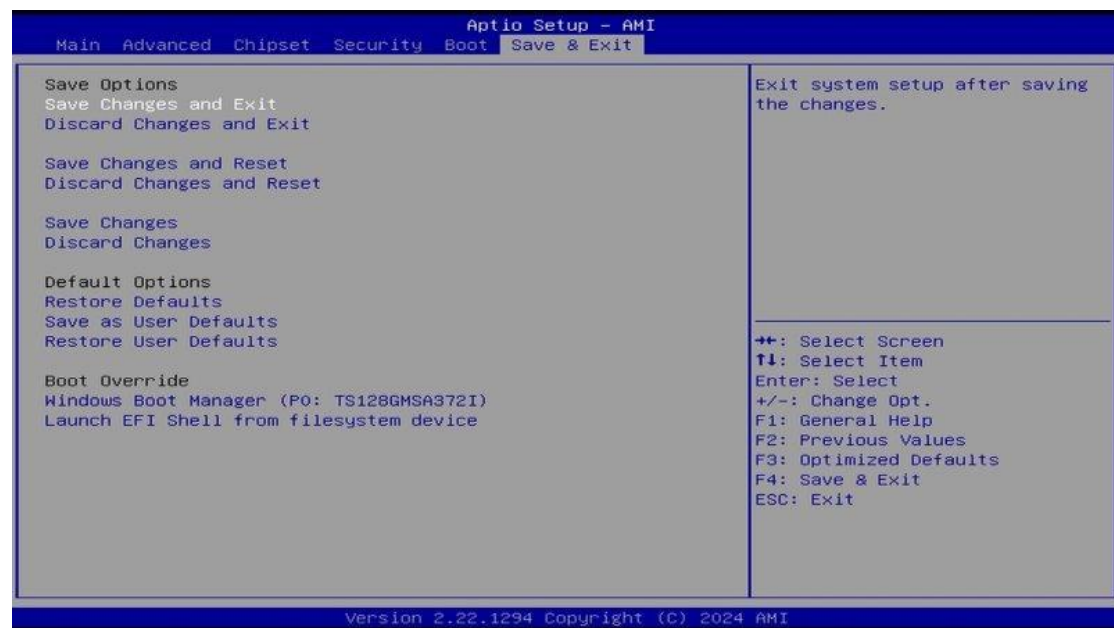 Aptio Setup – AMI
Main Advanced Chipset Security Boot Save & Exit
Save Options
Save Changes and Exit
Discard Changes and Exit
Save Changes and Reset
Discard Changes and Reset
Save Changes
Discard Changes
Default Options
Restore Defaults
Save as User Defaults
Restore User Defaults
Boot Override
Windows Boot Manager (P0: TS128GMSA372I)
Launch EFI Shell from filesystem device
Exit system setup after saving
the changes.
→←: Select Screen
↑↓: Select Item
Enter: Select
+/-: Change Opt.
F1: General Help
F2: Previous Values
F3: Optimized Defaults
F4: Save & Exit
ESC: Exit
Version 2.22.1294 Copyright (C) 2024 AMI